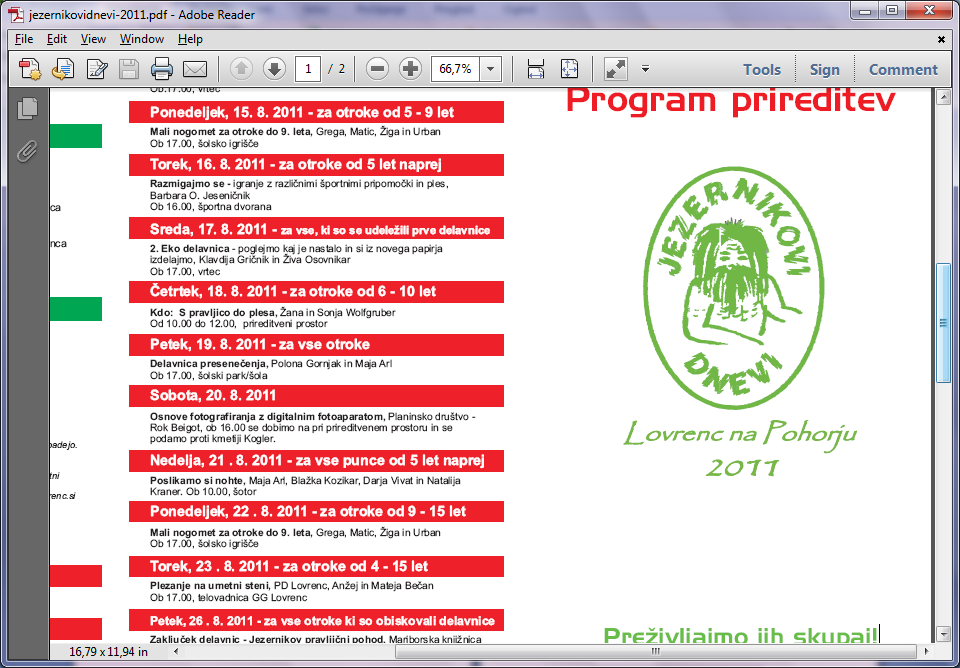 jezernikovidnevi-2011.pdf - Adobe Reader
File Edit View Window Help
1 / 2 66,7% Tools Sign Comment
Ob.17.00, vrtec
Ponedeljek, 15. 8. 2011 - za otroke od 5 - 9 let
Mali nogomet za otroke do 9. leta, Grega, Matic, Žiga in Urban
Ob 17.00, šolsko igrišče
Torek, 16. 8. 2011 - za otroke od 5 let naprej
Razmigajmo se - igranje z različnimi športnimi pripomočki in ples,
Barbara O. Jeseničnik
Ob 16.00, športna dvorana
Sreda, 17. 8. 2011 - za vse, ki so se udeležili prve delavnice
2. Eko delavnica - poglejmo kaj je nastalo in si iz novega papirja
izdelajmo, Klavdija Gričnik in Živa Osovnikar
Ob 17.00, vrtec
Četrtek, 18. 8. 2011 - za otroke od 6 - 10 let
Kdo: S pravljico do plesa, Žana in Sonja Wolfgruber
Od 10.00 do 12.00, prireditveni prostor
Petek, 19. 8. 2011 - za vse otroke
Delavnica presenečenja, Polona Gornjak in Maja Arl
Ob 17.00, šolski park/šola
Sobota, 20. 8. 2011
Osnove fotografiranja z digitalnim fotoaparatom, Planinsko društvo -
Rok Beigot, ob 16.00 se dobimo na pri prireditvenem prostoru in se
podamo proti kmetiji Kogler.
Nedelja, 21 . 8. 2011 - za vse punce od 5 let naprej
Poslikamo si nohte, Maja Arl, Blažka Kozikar, Darja Vivat in Natalija
Kraner. Ob 10.00, šotor
Ponedeljek, 22 . 8. 2011 - za otroke od 9 - 15 let
Mali nogomet za otroke do 9. leta, Grega, Matic, Žiga in Urban
Ob 17.00, šolsko igrišče
Torek, 23 . 8. 2011 - za otroke od 4 - 15 let
Plezanje na umetni steni, PD Lovrenc, Anžej in Mateja Bečan
Ob 17.00, telovadnica GG Lovrenc
Petek, 26 . 8. 2011 - za vse otroke ki so obiskovali delavnice
Zaključek delavnic - Jezernikov pravljični pohod, Mariborska knjižnica
ca
nca
padejo.
tni
renc.si
Program prireditev
JEZERNIKOVI
DNEVI
Lovrenc na Pohorju
2011
Preživljajmo jih skupaj!
16,79 x 11,94 in